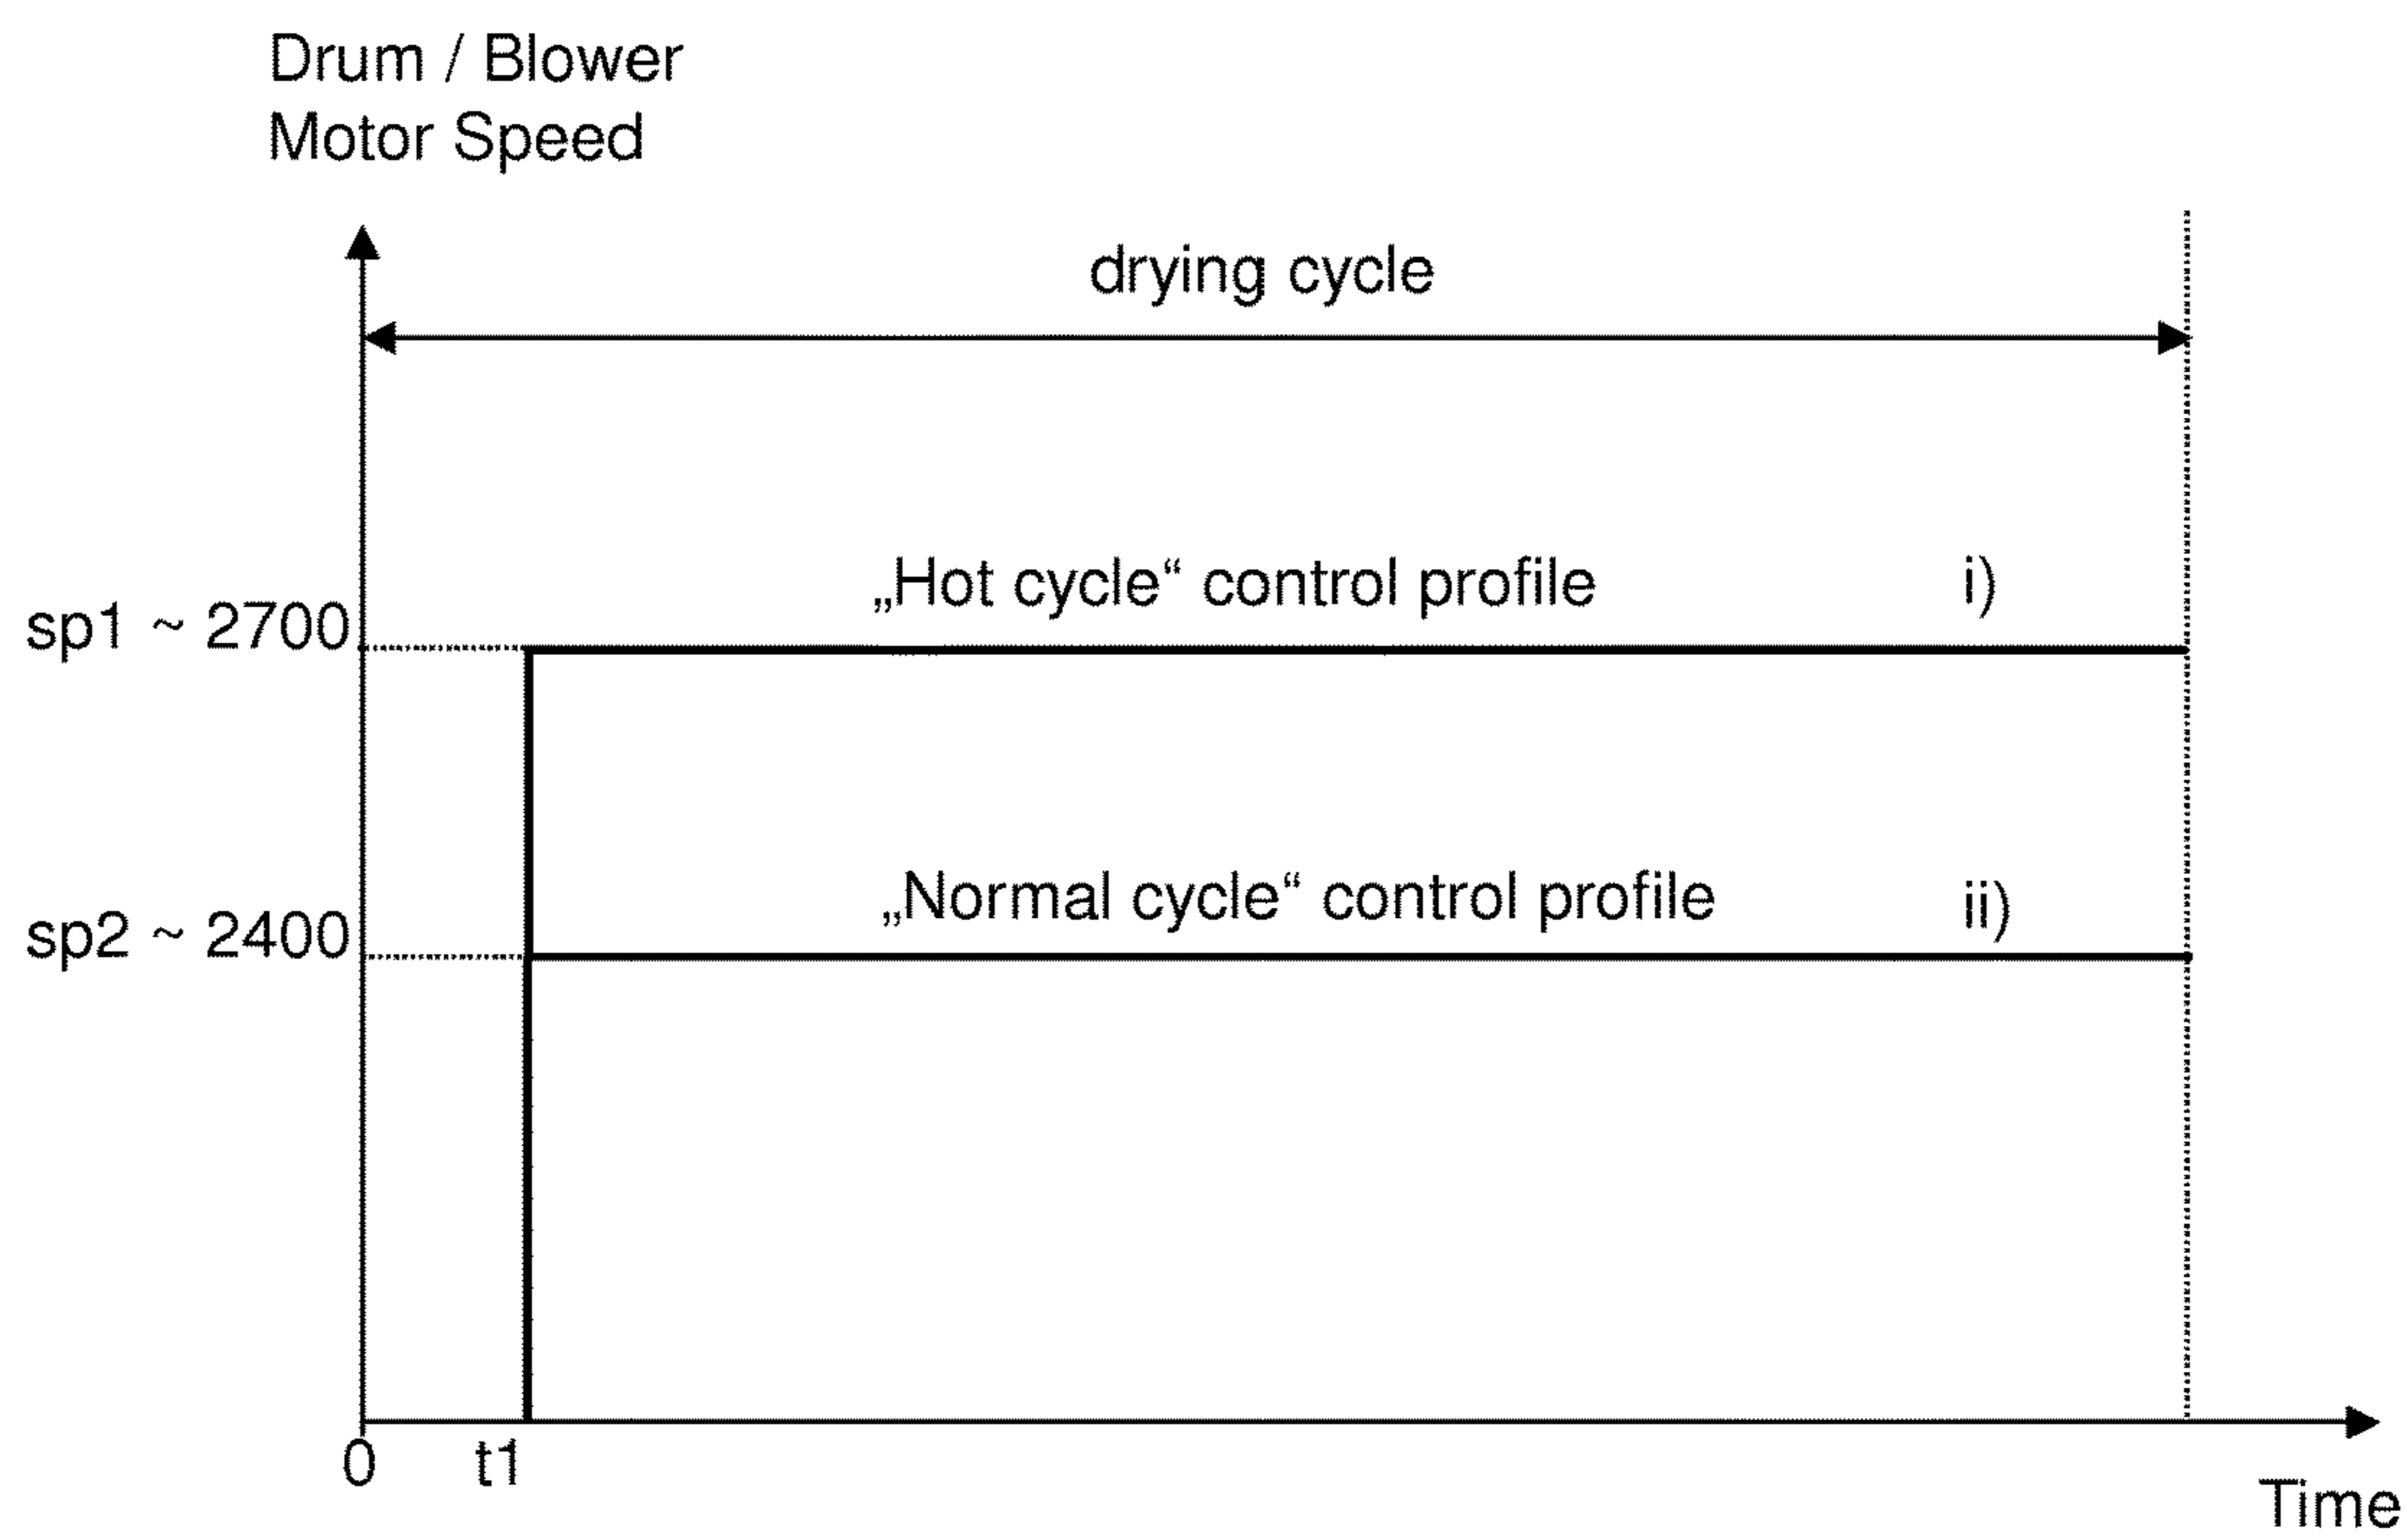 Drum / Blower
Motor Speed
drying cycle
„Hot cycle“ control profile i)
sp1 ~ 2700
„Normal cycle“ control profile ii)
sp2 ~ 2400
0 t1
Time